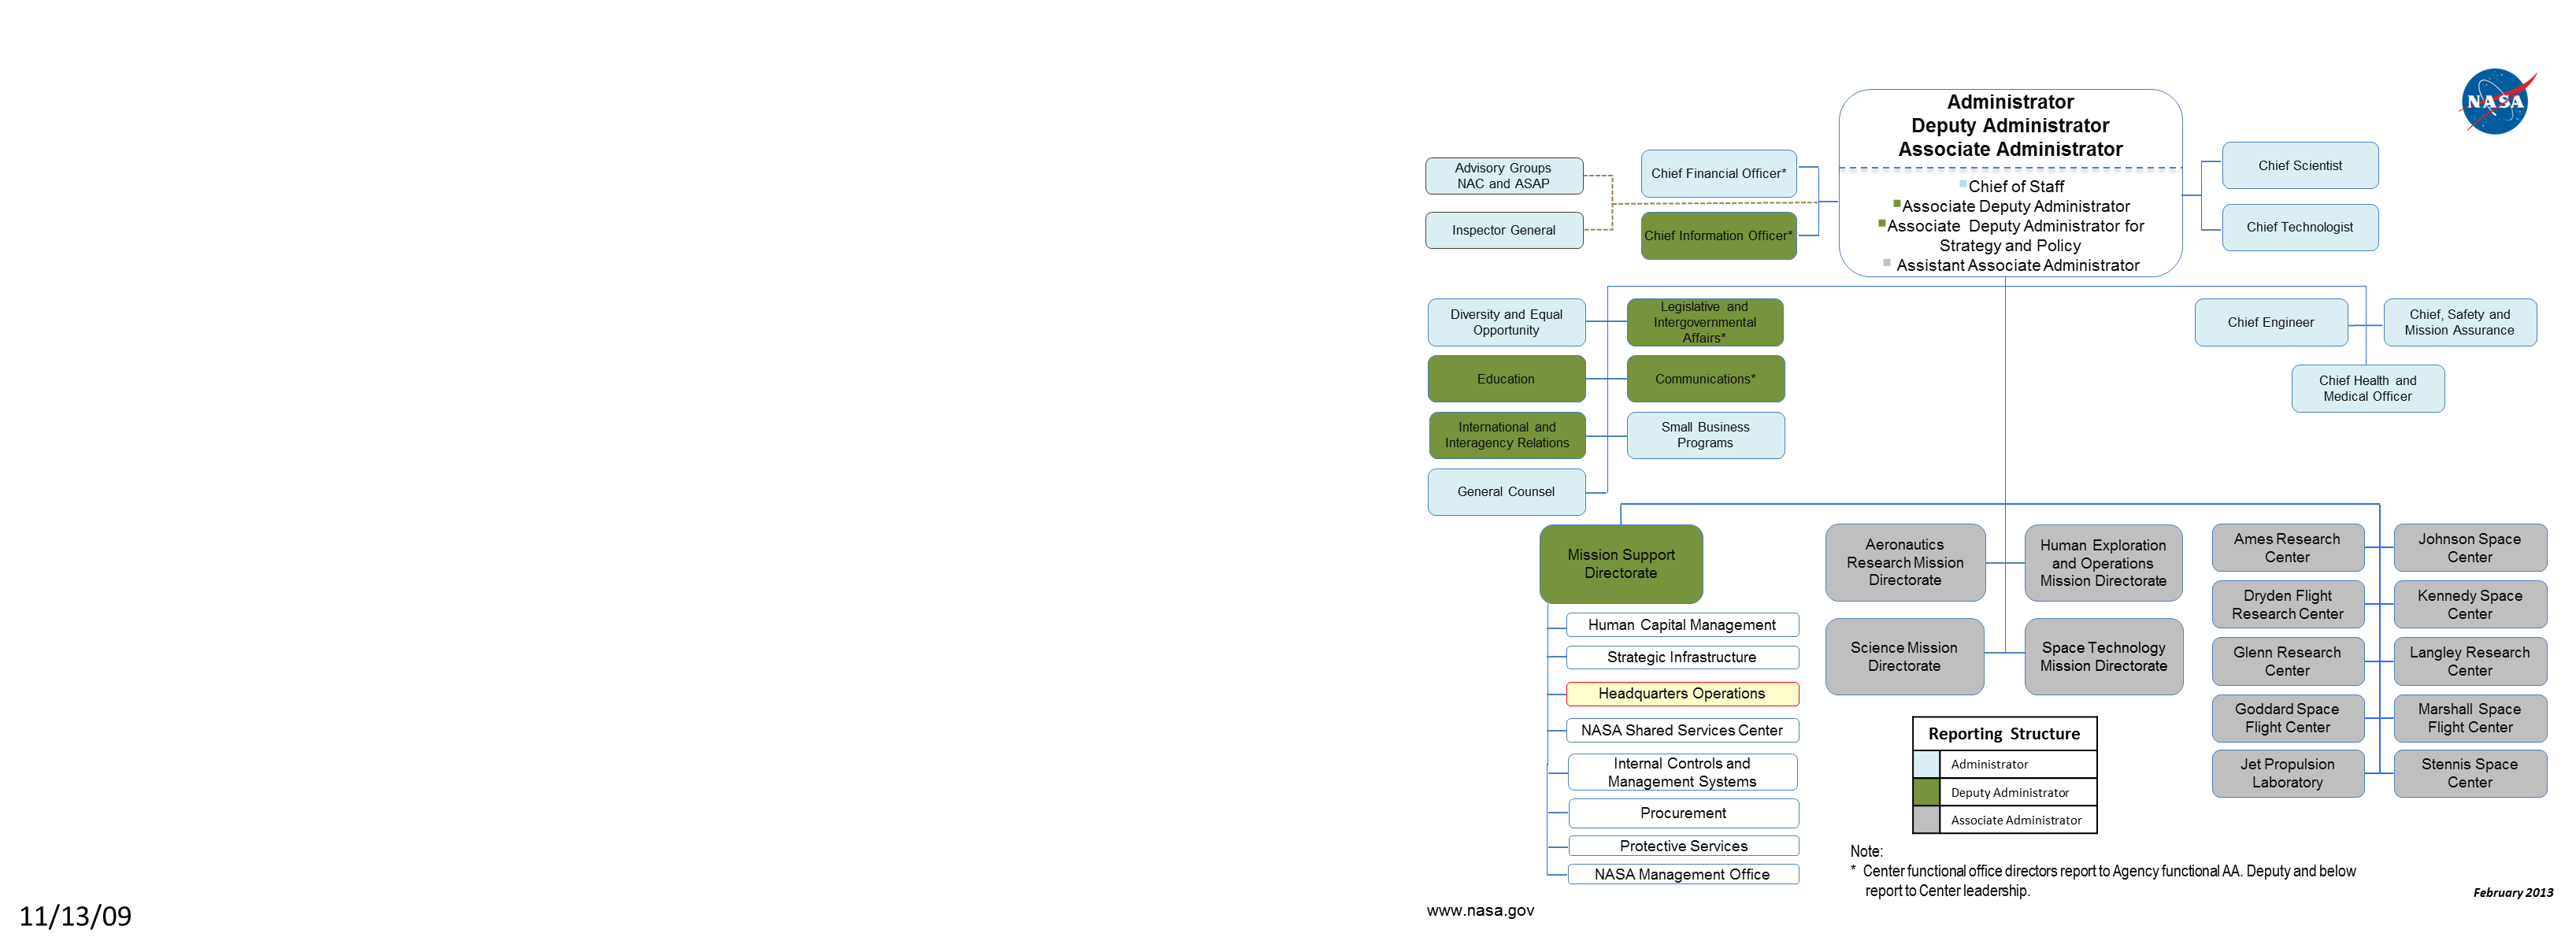 NASA
Administrator
Deputy Administrator
Associate Administrator
Chief of Staff
Associate Deputy Administrator
Associate Deputy Administrator for
Strategy and Policy
Assistant Associate Administrator
Advisory Groups
NAC and ASAP
Inspector General
Chief Financial Officer*
Chief Information Officer*
Chief Scientist
Chief Technologist
Diversity and Equal
Opportunity
Legislative and
Intergovernmental
Affairs*
Education
Communications*
International and
Interagency Relations
Small Business
Programs
General Counsel
Chief Engineer
Chief, Safety and
Mission Assurance
Chief Health and
Medical Officer
Mission Support
Directorate
Human Capital Management
Strategic Infrastructure
Headquarters Operations
NASA Shared Services Center
Internal Controls and
Management Systems
Procurement
Protective Services
NASA Management Office
Aeronautics
Research Mission
Directorate
Human Exploration
and Operations
Mission Directorate
Science Mission
Directorate
Space Technology
Mission Directorate
Ames Research
Center
Johnson Space
Center
Dryden Flight
Research Center
Kennedy Space
Center
Glenn Research
Center
Langley Research
Center
Goddard Space
Flight Center
Marshall Space
Flight Center
Jet Propulsion
Laboratory
Stennis Space
Center
Reporting Structure
Administrator
Deputy Administrator
Associate Administrator
Note:
* Center functional office directors report to Agency functional AA. Deputy and below
report to Center leadership.
February 2013
www.nasa.gov
11/13/09